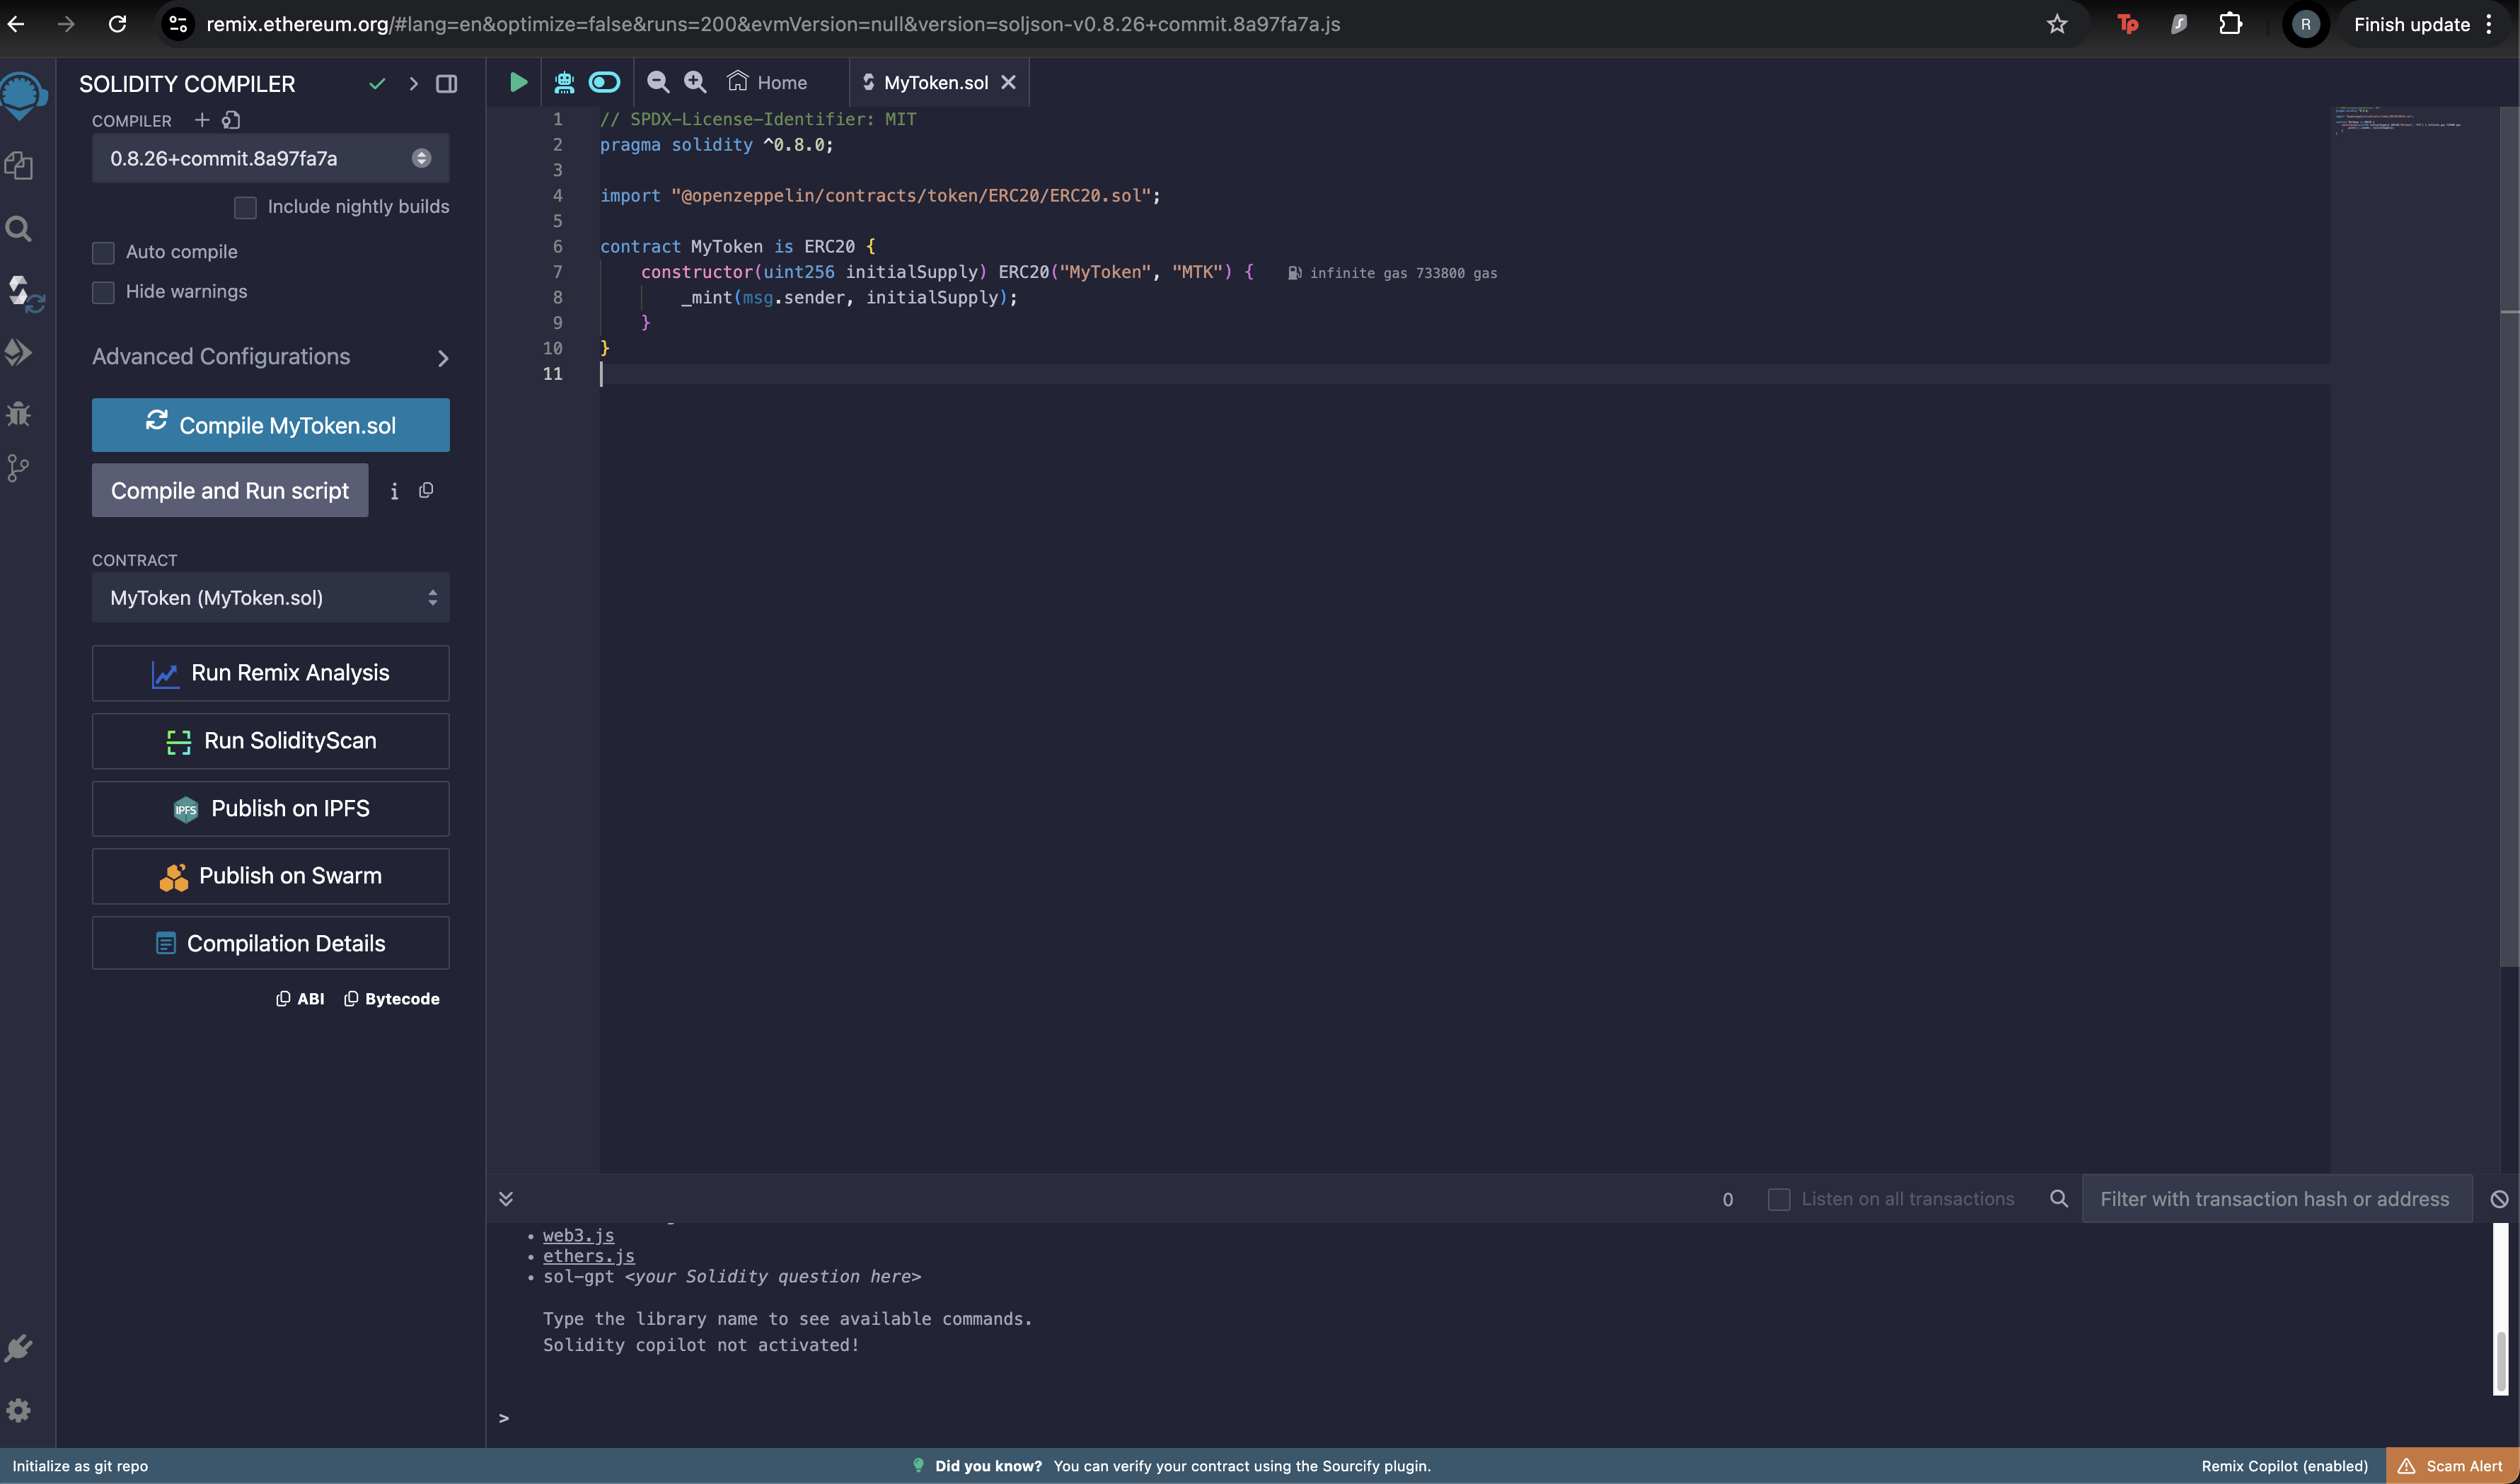 remix.ethereum.org/#lang=en&optimize=false&runs=200&evmVersion=null&version=soljson-v0.8.26+commit.8a97fa7a.js
Tp
R
Finish update
SOLIDITY COMPILER
COMPILER
0.8.26+commit.8a97fa7a
Include nightly builds
Auto compile
Hide warnings
Advanced Configurations
Compile MyToken.sol
Compile and Run script
i
CONTRACT
MyToken (MyToken.sol)
Run Remix Analysis
Run SolidityScan
IPFS Publish on IPFS
Publish on Swarm
Compilation Details
ABI Bytecode
Home
MyToken.sol
1 // SPDX-License-Identifier: MIT
2 pragma solidity ^0.8.0;
3
4 import "@openzeppelin/contracts/token/ERC20/ERC20.sol";
5
6 contract MyToken is ERC20 {
7 constructor(uint256 initialSupply) ERC20("MyToken", "MTK") { infinite gas 733800 gas
8 _mint(msg.sender, initialSupply);
9 }
10 }
11
0 Listen on all transactions Filter with transaction hash or address
• web3.js
• ethers.js
• sol-gpt <your Solidity question here>
Type the library name to see available commands.
Solidity copilot not activated!
>
Initialize as git repo
Did you know? You can verify your contract using the Sourcify plugin.
Remix Copilot (enabled)
Scam Alert